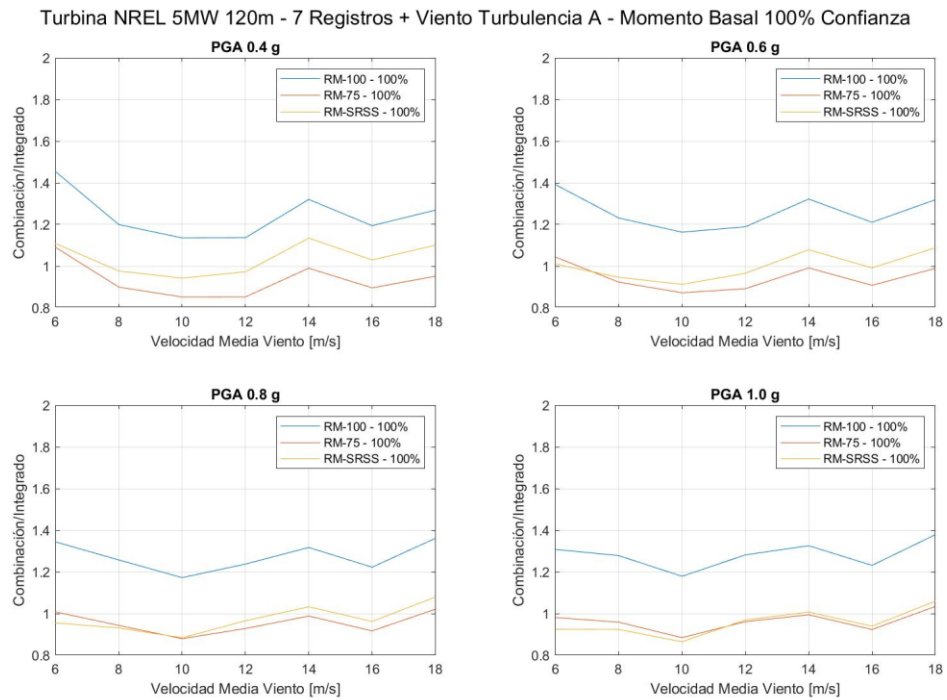 Turbina NREL 5MW 120m - 7 Registros + Viento Turbulencia A - Momento Basal 100% Confianza
PGA 0.4 g
2
1.8
1.6
1.4
1.2
1
0.8
Combinación/Integrado
RM-100 - 100%
RM-75 - 100%
RM-SRSS - 100%
6 8 10 12 14 16 18
Velocidad Media Viento [m/s]
PGA 0.6 g
2
1.8
1.6
1.4
1.2
1
0.8
Combinación/Integrado
RM-100 - 100%
RM-75 - 100%
RM-SRSS - 100%
6 8 10 12 14 16 18
Velocidad Media Viento [m/s]
PGA 0.8 g
2
1.8
1.6
1.4
1.2
1
0.8
Combinación/Integrado
RM-100 - 100%
RM-75 - 100%
RM-SRSS - 100%
6 8 10 12 14 16 18
Velocidad Media Viento [m/s]
PGA 1.0 g
2
1.8
1.6
1.4
1.2
1
0.8
Combinación/Integrado
RM-100 - 100%
RM-75 - 100%
RM-SRSS - 100%
6 8 10 12 14 16 18
Velocidad Media Viento [m/s]